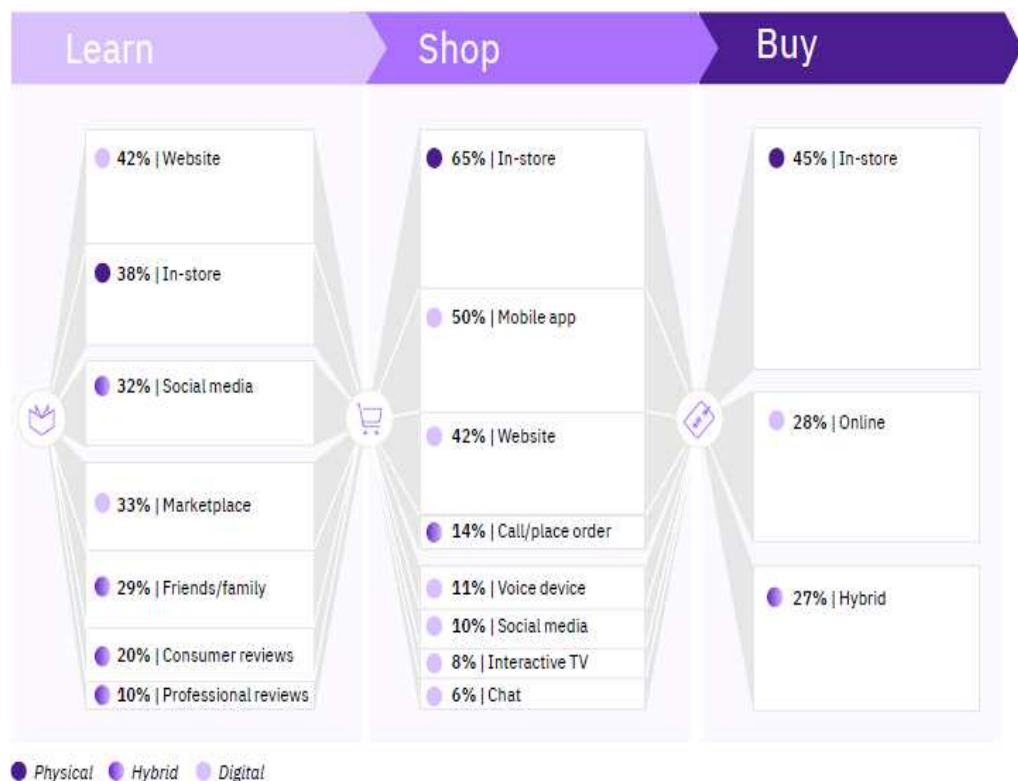 Learn
Shop
Buy
42% | Website
38% | In-store
32% | Social media
33% | Marketplace
29% | Friends/family
20% | Consumer reviews
10% | Professional reviews
65% | In-store
50% | Mobile app
42% | Website
14% | Call/place order
11% | Voice device
10% | Social media
8% | Interactive TV
6% | Chat
45% | In-store
28% | Online
27% | Hybrid
Physical Hybrid Digital